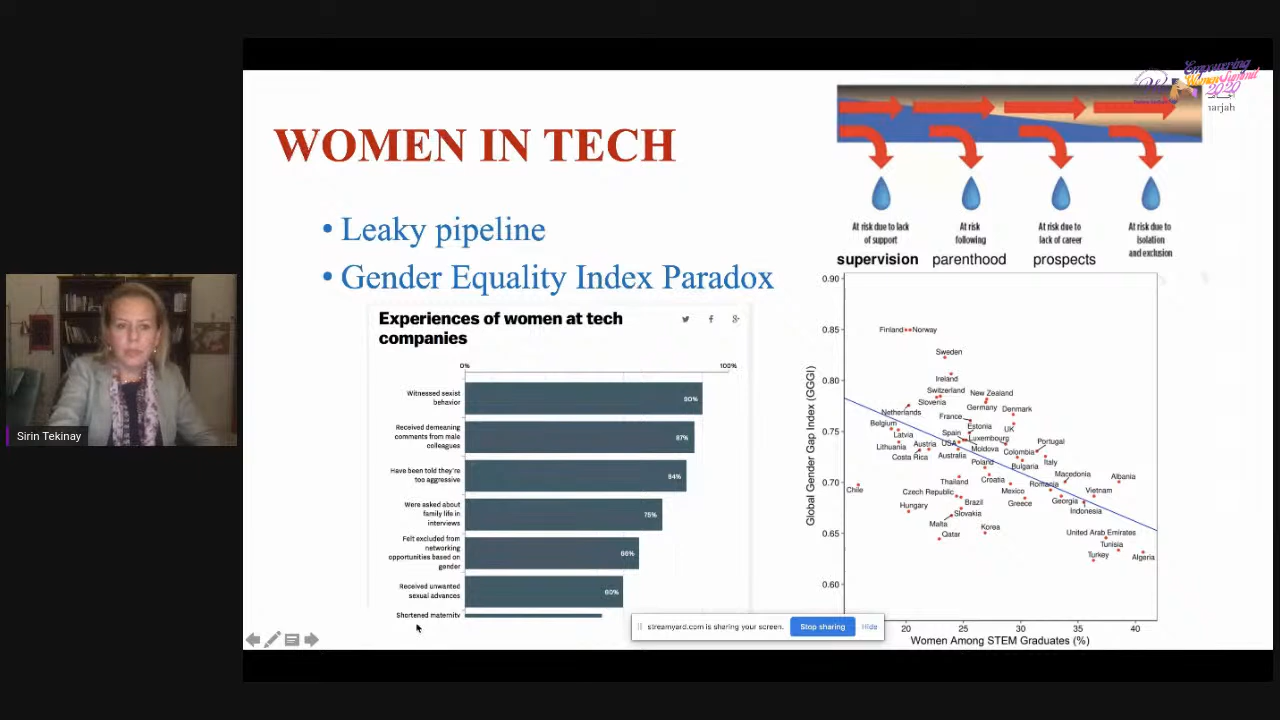 Empowering
Women Summit
2020
WOMEN IN TECH
• Leaky pipeline
• Gender Equality Index Paradox
At risk due to lack
of support
supervision
At risk
following
parenthood
At risk due to
lack of career
prospects
At risk due to
isolation
and exclusion
Experiences of women at tech
companies
0%
100%
Witnessed sexist
behavior
90%
Received demeaning
comments from male
colleagues
87%
Have been told they're
too aggressive
84%
Were asked about
family life in
interviews
75%
Felt excluded from
networking
opportunities based on
gender
66%
Received unwanted
sexual advances
60%
Shortened maternity
Global Gender Gap Index (GGGI)
0.90
0.85
0.80
0.75
0.70
0.65
0.60
Finland
Norway
Sweden
Ireland
Switzerland
Slovenia
New Zealand
Germany
Denmark
Netherlands
France
Belgium
Latvia
Estonia
UK
Spain
Luxembourg
Lithuania
Austria
USA
Moldova
Portugal
Costa Rica
Australia
Colombia
Poland
Bulgaria
Italy
Chile
Thailand
Croatia
Macedonia
Albania
Czech Republic
Mexico
Romania
Vietnam
Hungary
Brazil
Slovakia
Greece
Georgia
Indonesia
Malta
Qatar
Korea
United Arab Emirates
Tunisia
Turkey
Algeria
20
25
30
35
40
Women Among STEM Graduates (%)
Sirin Tekinay
streamyard.com is sharing your screen.
Stop sharing
Hide